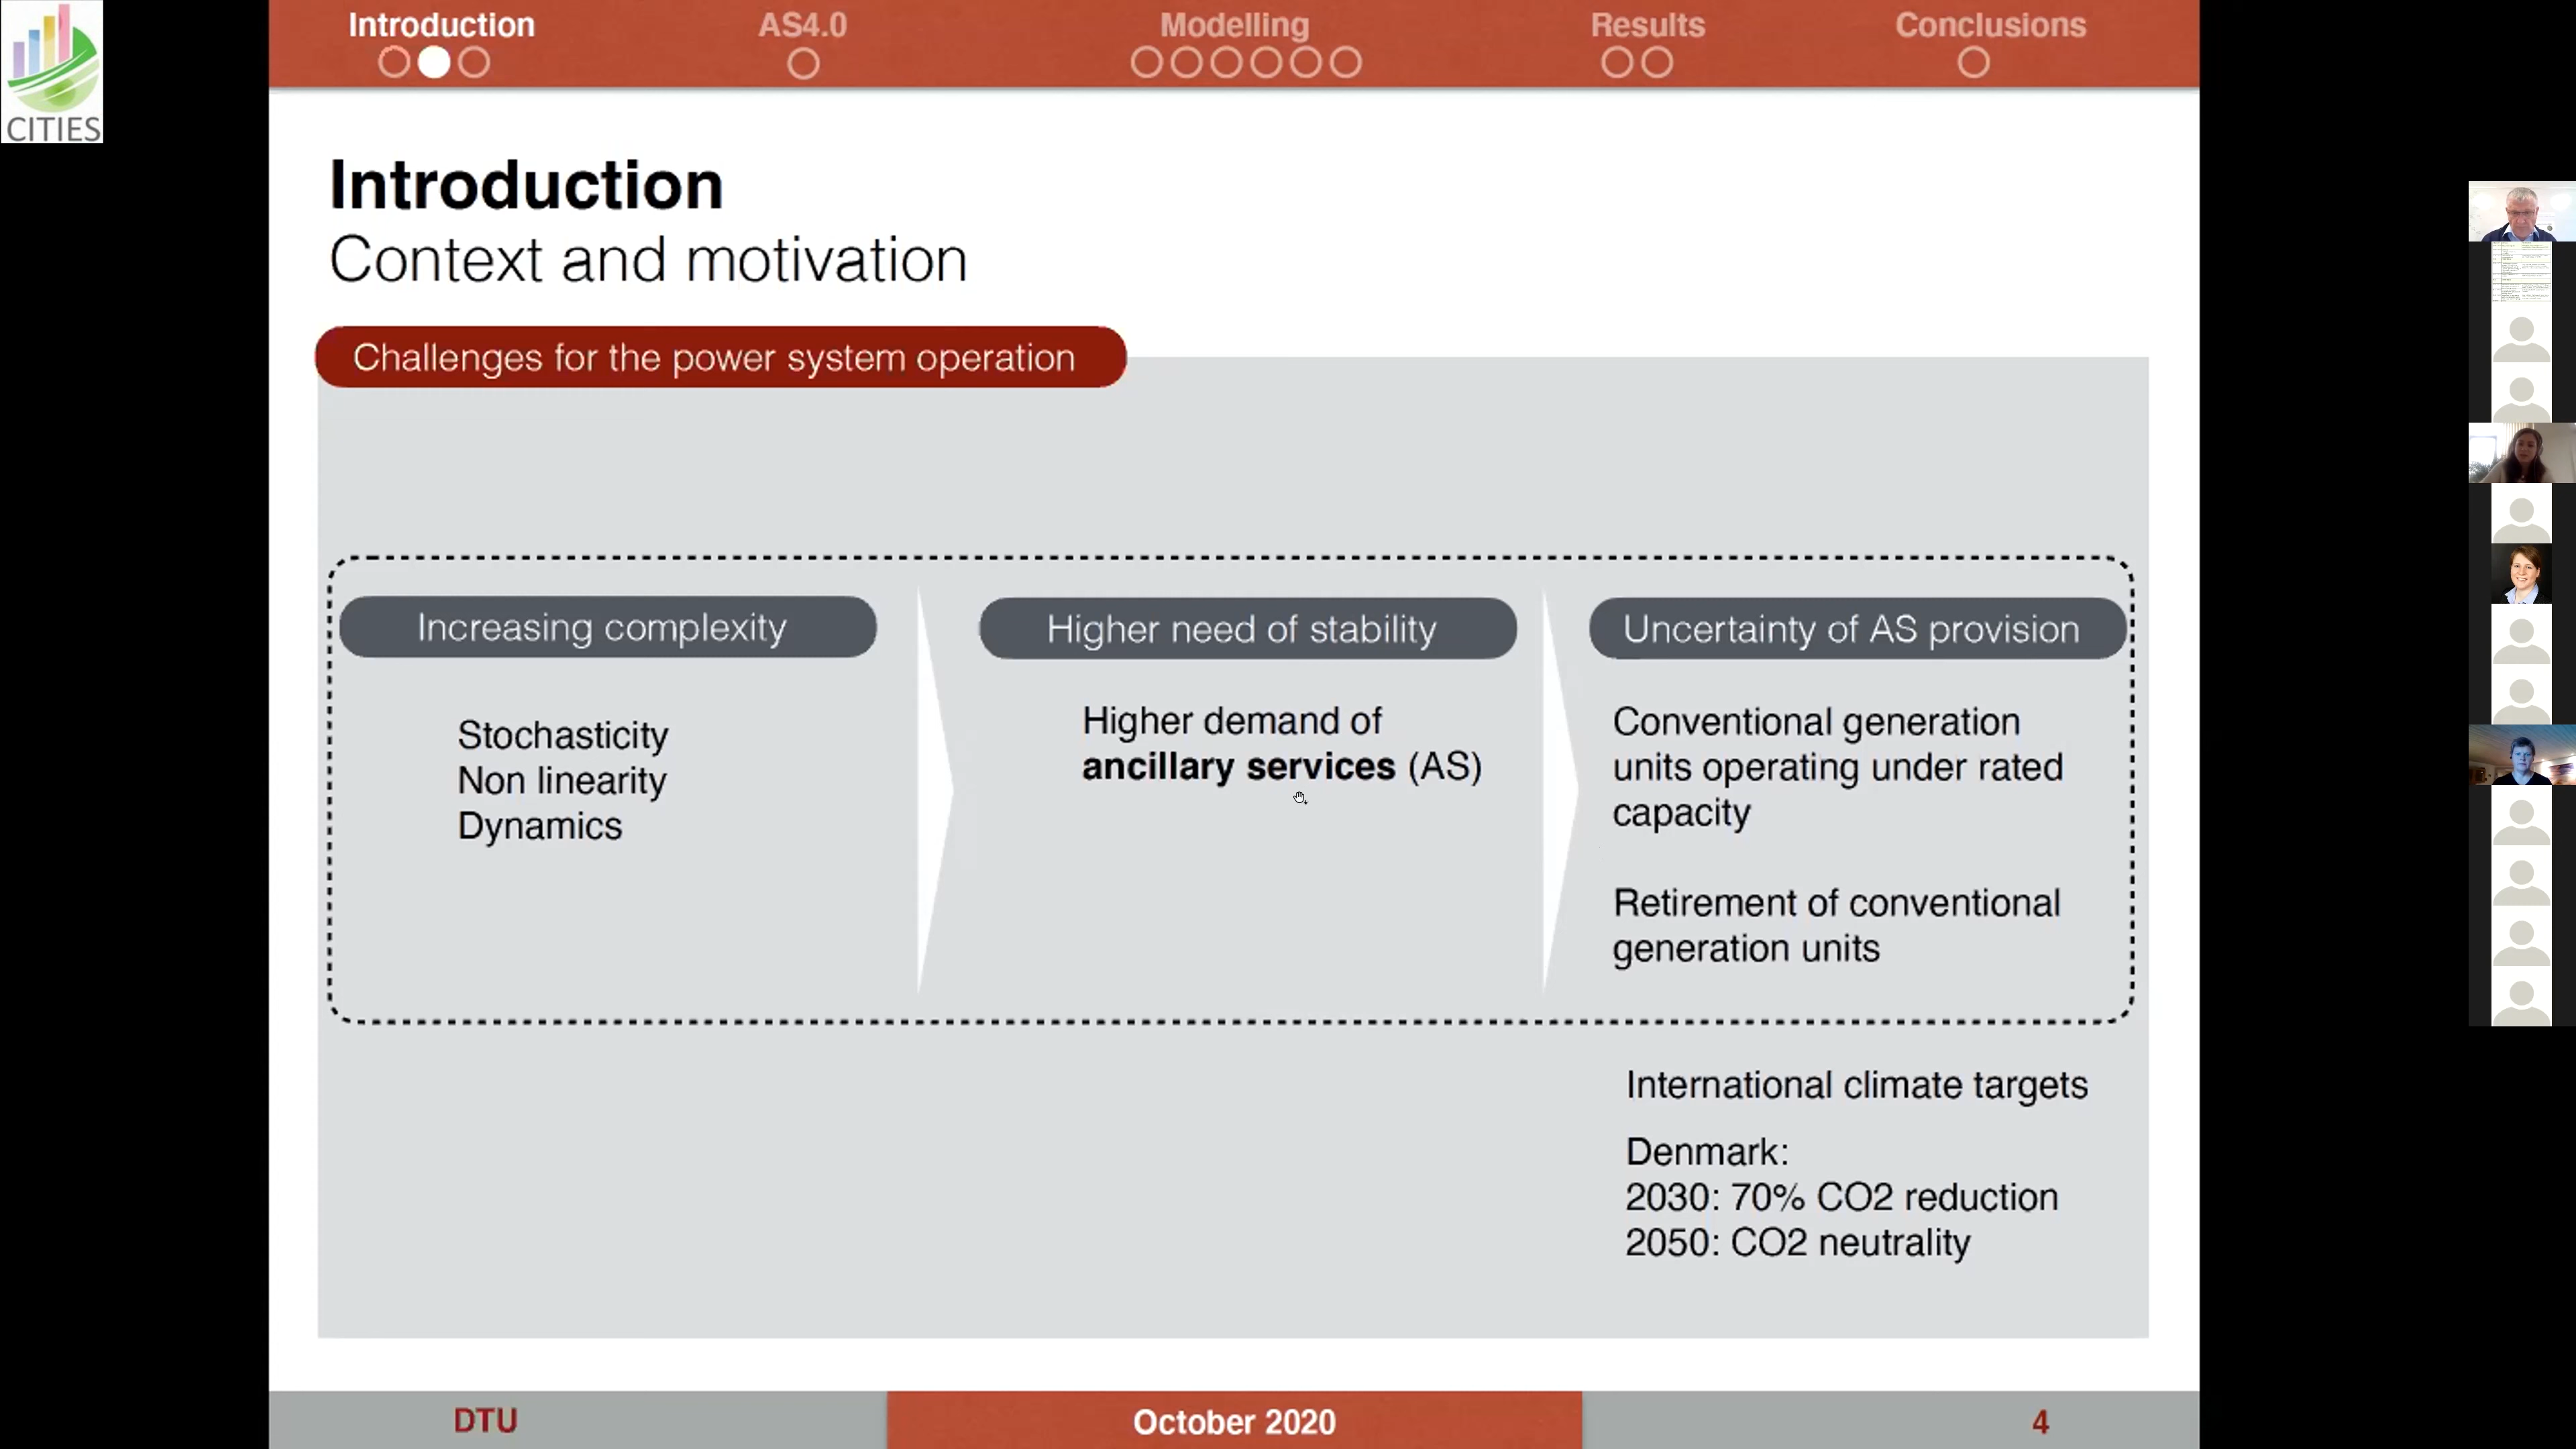 CITIES
Introduction
AS4.0
Modelling
Results
Conclusions
Introduction
Context and motivation
Challenges for the power system operation
Increasing complexity
Stochasticity
Non linearity
Dynamics
Higher need of stability
Higher demand of
ancillary services (AS)
Uncertainty of AS provision
Conventional generation
units operating under rated
capacity
Retirement of conventional
generation units
International climate targets
Denmark:
2030: 70% CO2 reduction
2050: CO2 neutrality
DTU
October 2020
4